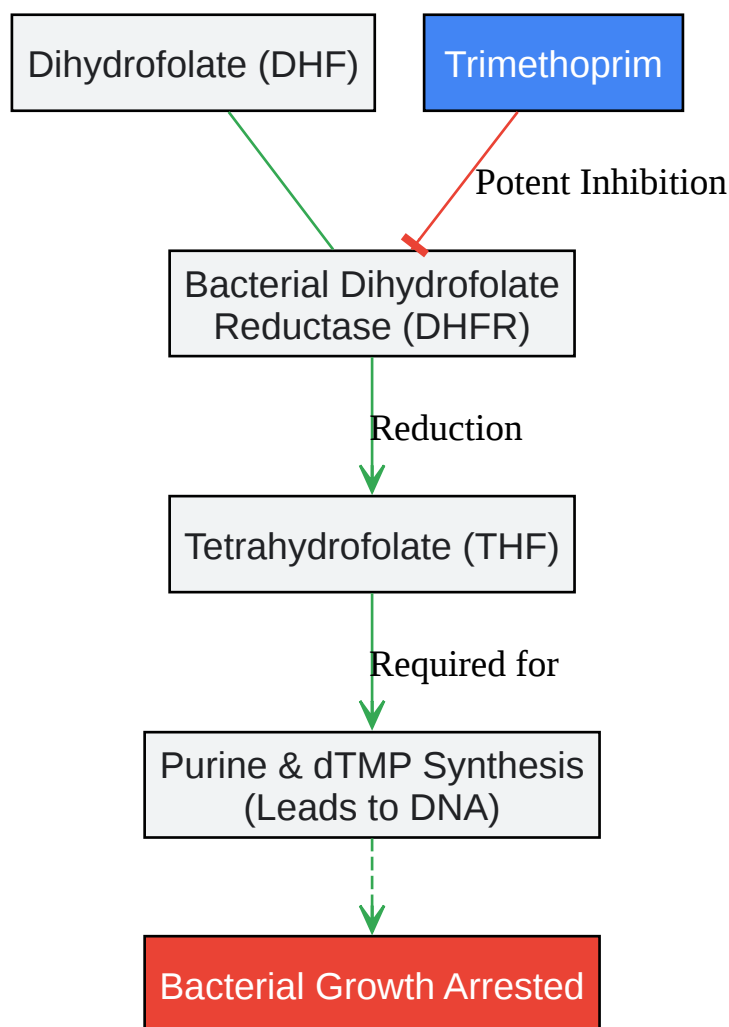 Dihydrofolate (DHF)
Trimethoprim
Potent Inhibition
Bacterial Dihydrofolate
Reductase (DHFR)
Reduction
Tetrahydrofolate (THF)
Required for
Purine & dTMP Synthesis
(Leads to DNA)
Bacterial Growth Arrested